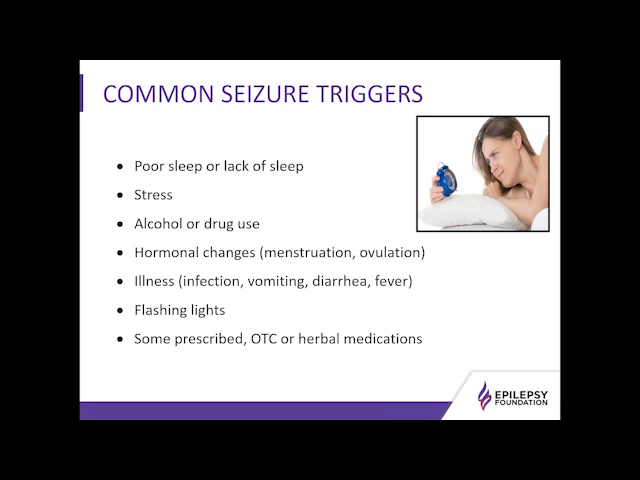 COMMON SEIZURE TRIGGERS
• Poor sleep or lack of sleep
• Stress
• Alcohol or drug use
• Hormonal changes (menstruation, ovulation)
• Illness (infection, vomiting, diarrhea, fever)
• Flashing lights
• Some prescribed, OTC or herbal medications
EPILEPSY
FOUNDATION